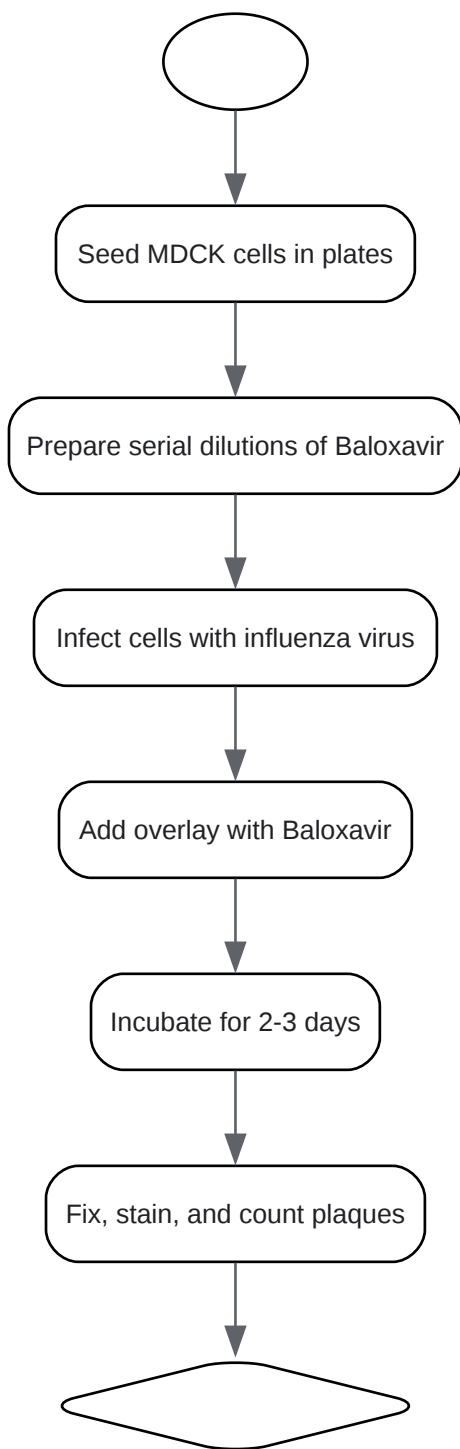 Seed MDCK cells in plates
Prepare serial dilutions of Baloxavir
Infect cells with influenza virus
Add overlay with Baloxavir
Incubate for 2-3 days
Fix, stain, and count plaques